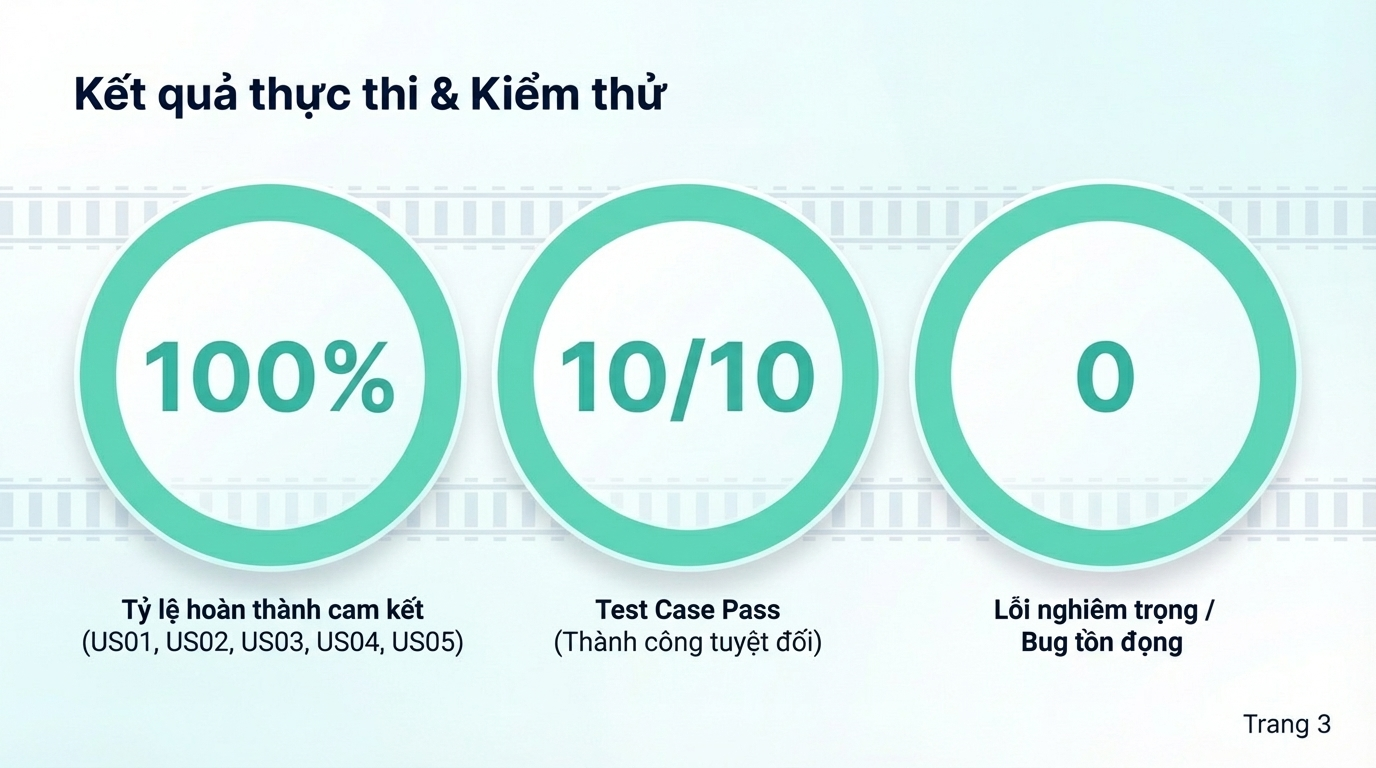 Kết quả thực thi & Kiểm thử
100%
10/10
0
Tỷ lệ hoàn thành cam kết
(US01, US02, US03, US04, US05)
Test Case Pass
(Thành công tuyệt đối)
Lỗi nghiêm trọng /
Bug tồn đọng
Trang 3